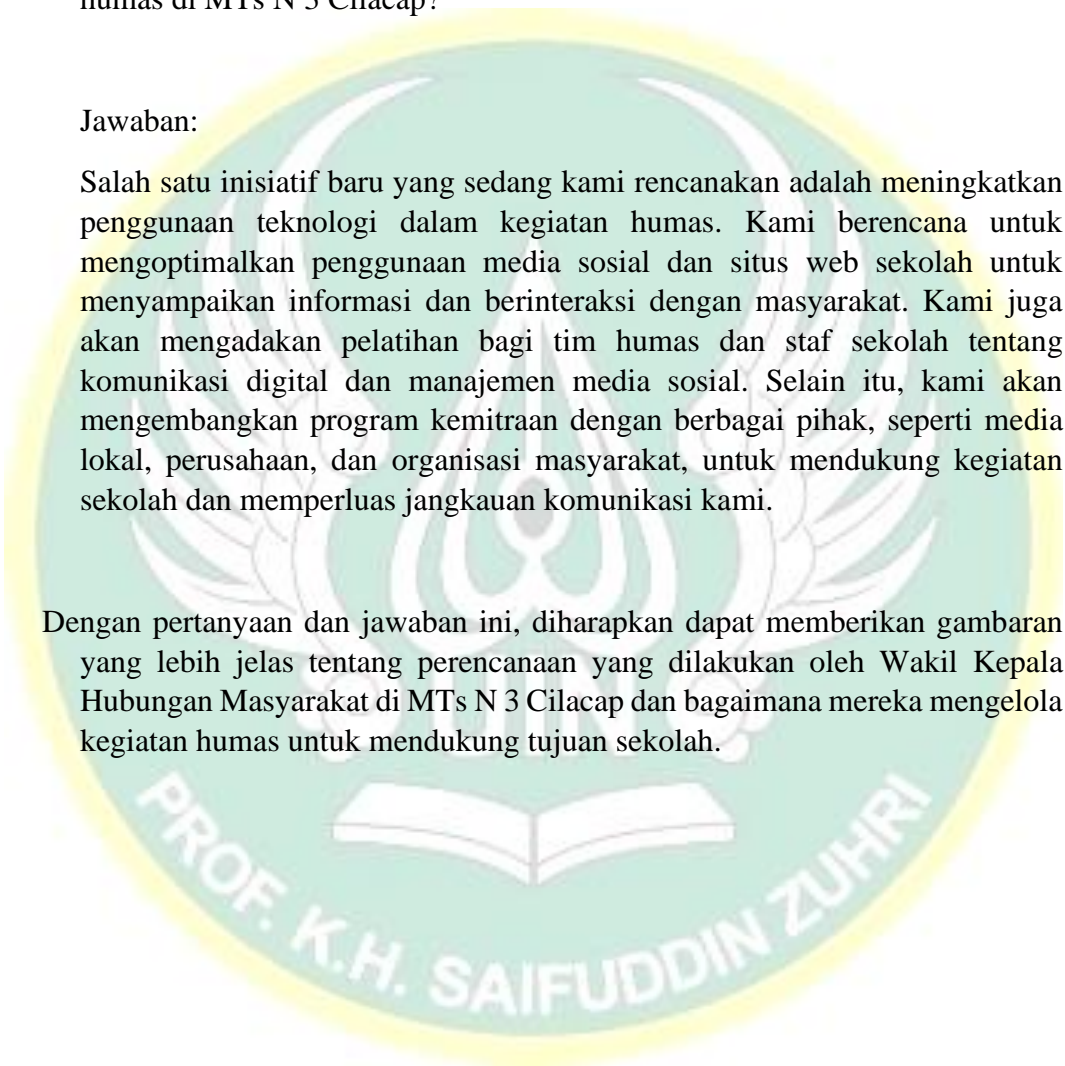 humas di MTs N 3 Cilacap?
Jawaban:
Salah satu inisiatif baru yang sedang kami rencanakan adalah meningkatkan
penggunaan teknologi dalam kegiatan humas. Kami berencana untuk
mengoptimalkan penggunaan media sosial dan situs web sekolah untuk
menyampaikan informasi dan berinteraksi dengan masyarakat. Kami juga
akan mengadakan pelatihan bagi tim humas dan staf sekolah tentang
komunikasi digital dan manajemen media sosial. Selain itu, kami akan
mengembangkan program kemitraan dengan berbagai pihak, seperti media
lokal, perusahaan, dan organisasi masyarakat, untuk mendukung kegiatan
sekolah dan memperluas jangkauan komunikasi kami.
Dengan pertanyaan dan jawaban ini, diharapkan dapat memberikan gambaran
yang lebih jelas tentang perencanaan yang dilakukan oleh Wakil Kepala
Hubungan Masyarakat di MTs N 3 Cilacap dan bagaimana mereka mengelola
kegiatan humas untuk mendukung tujuan sekolah.
UIN
PROF. K.H. SAIFUDDIN ZUHRI